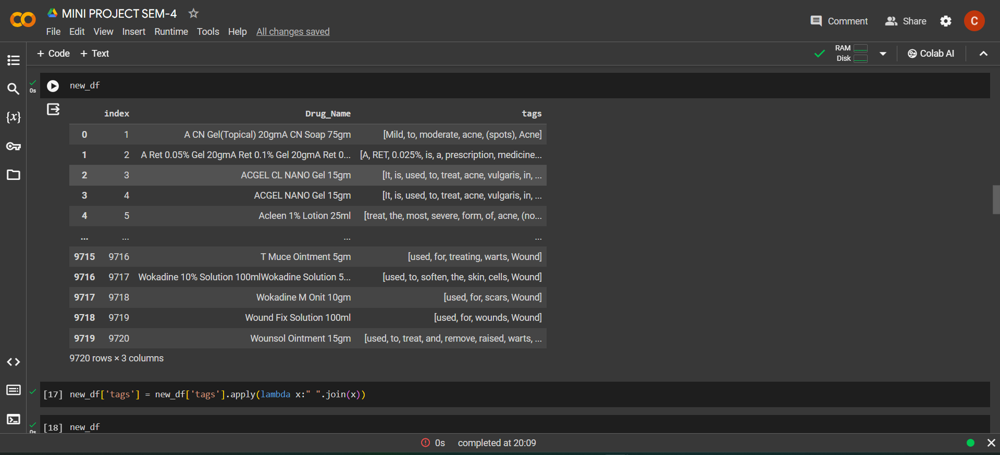 MINI PROJECT SEM-4
File Edit View Insert Runtime Tools Help All changes saved
Comment Share C
+ Code + Text
RAM
Disk
Colab AI
{x}
0s
new_df
index Drug_Name tags
0 1 A CN Gel(Topical) 20gmA CN Soap 75gm [Mild, to, moderate, acne, (spots), Acne]
1 2 A Ret 0.05% Gel 20gmA Ret 0.1% Gel 20gmA Ret 0... [A, RET, 0.025%, is, a, prescription, medicine...
2 3 ACGEL CL NANO Gel 15gm [It, is, used, to, treat, acne, vulgaris, in, ...
3 4 ACGEL NANO Gel 15gm [It, is, used, to, treat, acne, vulgaris, in, ...
4 5 Acleen 1% Lotion 25ml [treat, the, most, severe, form, of, acne, (no...
... ... ... ...
9715 9716 T Muce Ointment 5gm [used, for, treating, warts, Wound]
9716 9717 Wokadine 10% Solution 100mlWokadine Solution 5... [used, to, soften, the, skin, cells, Wound]
9717 9718 Wokadine M Onit 10gm [used, for, scars, Wound]
9718 9719 Wound Fix Solution 100ml [used, for, wounds, Wound]
9719 9720 Wounsol Ointment 15gm [used, to, treat, and, remove, raised, warts, ...
9720 rows × 3 columns
[17] new_df['tags'] = new_df['tags'].apply(lambda x:" ".join(x))
[18] new_df
0s
0s completed at 20:09